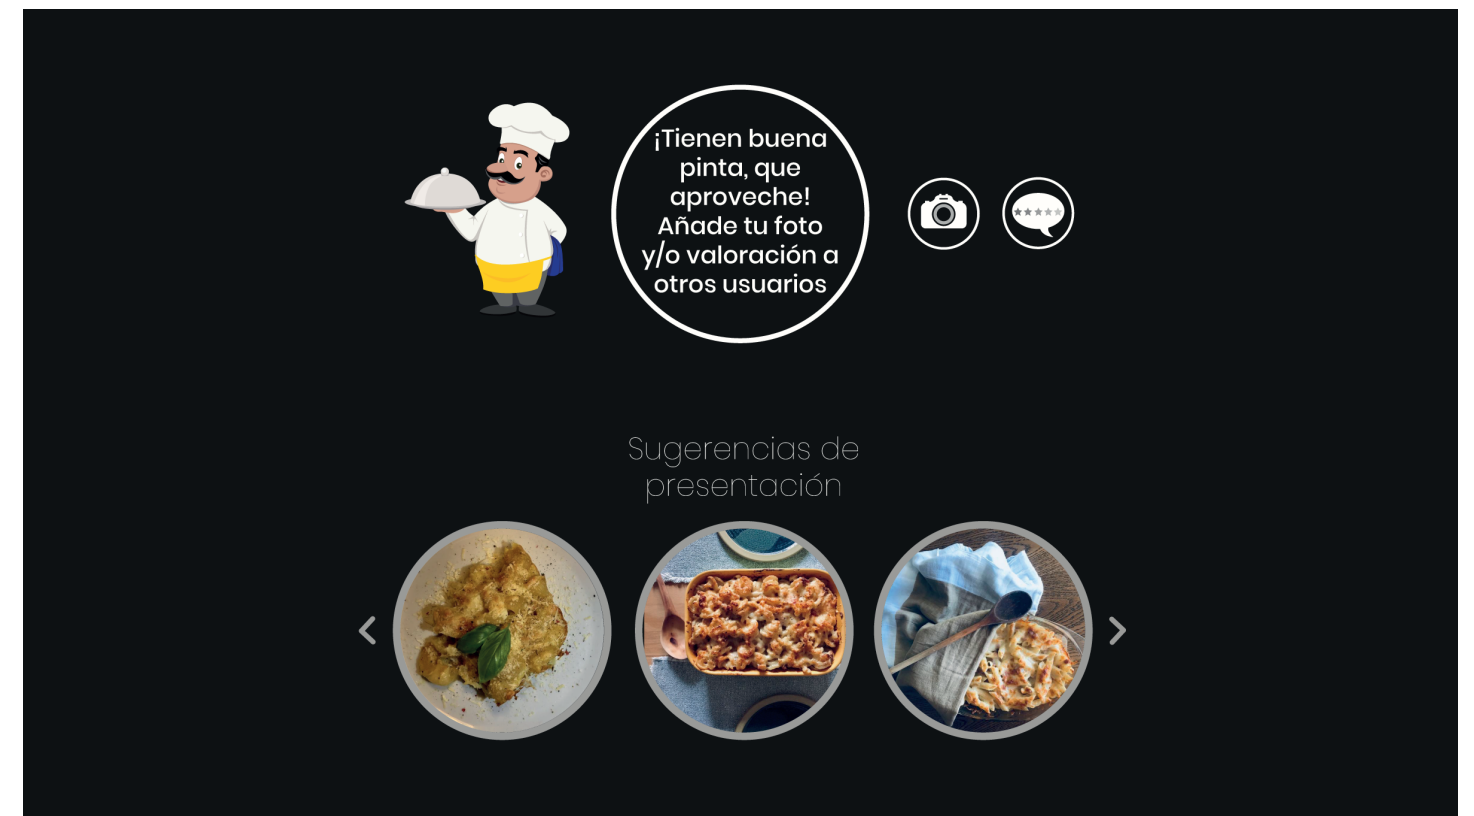 ¡Tienen buena
pinta, que
aproveche!
Añade tu foto
y/o valoración a
otros usuarios
Sugerencias de
presentación